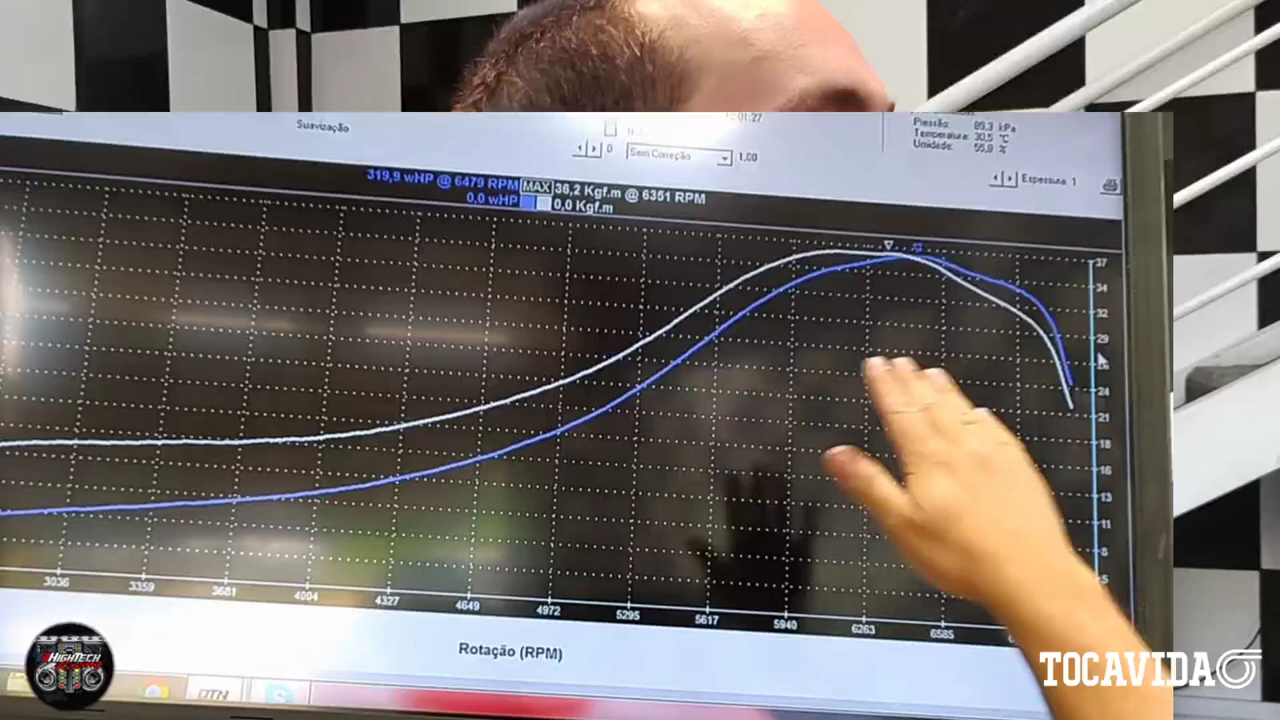 Suavização
01:27
0
Sem Correção
1,00
Pressão: 89,3 kPa
Temperatura: 30,5 °C
Umidade: 55,8 %
Espessura: 1
319,9 wHP @ 6479 RPM MAX 36,2 Kgf.m @ 6351 RPM
0,0 wHP 0,0 Kgf.m
37
34
32
29
24
21
18
16
13
11
8
5
3036 3359 3681 4004 4327 4649 4972 5295 5617 5940 6263 6585
Rotação (RPM)
HIGHTECH
TOCAVIDA